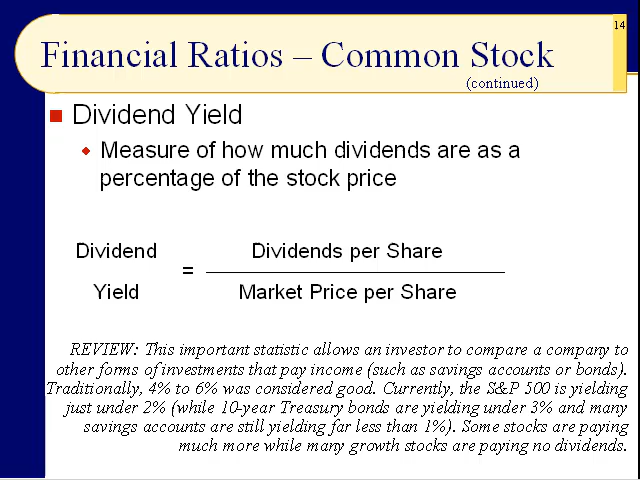 14
Financial Ratios – Common Stock
(continued)
Dividend Yield
Measure of how much dividends are as a
percentage of the stock price
Dividend
Yield
=
Dividends per Share
Market Price per Share
REVIEW: This important statistic allows an investor to compare a company to
other forms of investments that pay income (such as savings accounts or bonds).
Traditionally, 4% to 6% was considered good. Currently, the S&P 500 is yielding
just under 2% (while 10-year Treasury bonds are yielding under 3% and many
savings accounts are still yielding far less than 1%). Some stocks are paying
much more while many growth stocks are paying no dividends.